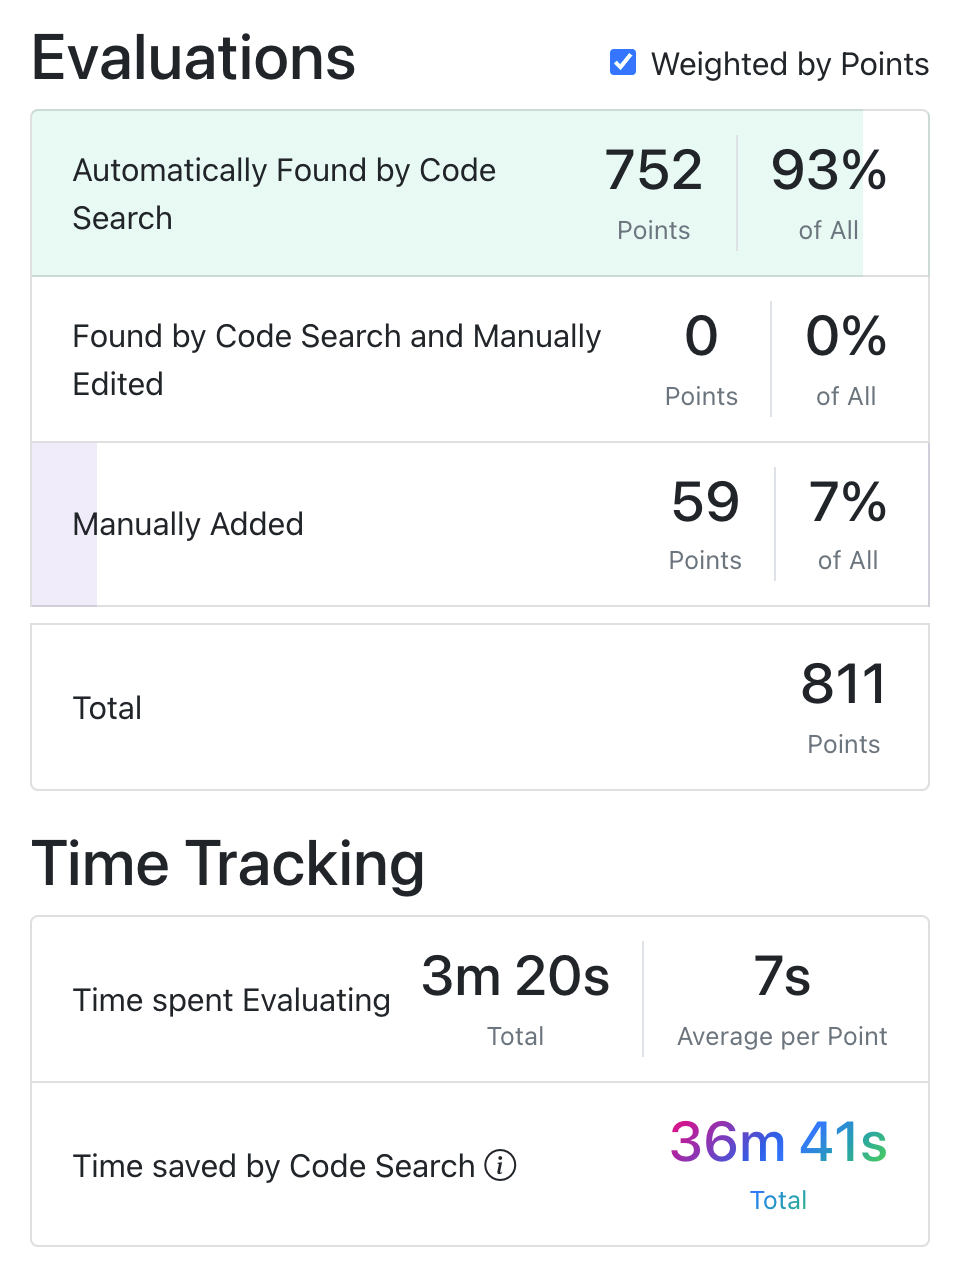 Evaluations
Weighted by Points
Automatically Found by Code
Search
752
Points
93%
of All
Found by Code Search and Manually
Edited
0
Points
0%
of All
Manually Added
59
Points
7%
of All
Total
811
Points
Time Tracking
Time spent Evaluating
3m 20s
Total
7s
Average per Point
Time saved by Code Search i
36m 41s
Total